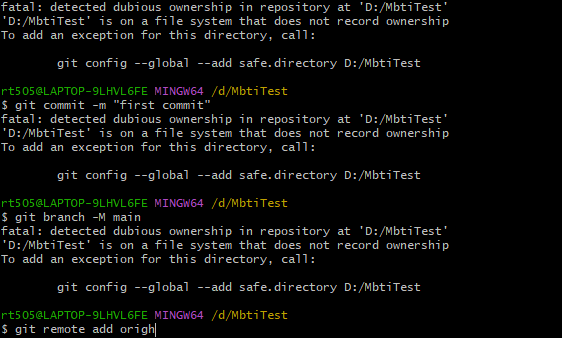 fatal: detected dubious ownership in repository at 'D:/MbtiTest'
'D:/MbtiTest' is on a file system that does not record ownership
To add an exception for this directory, call:
git config --global --add safe.directory D:/MbtiTest
rt505@LAPTOP-9LHVL6FE MINGW64 /d/MbtiTest
$ git commit -m "first commit"
fatal: detected dubious ownership in repository at 'D:/MbtiTest'
'D:/MbtiTest' is on a file system that does not record ownership
To add an exception for this directory, call:
git config --global --add safe.directory D:/MbtiTest
rt505@LAPTOP-9LHVL6FE MINGW64 /d/MbtiTest
$ git branch -M main
fatal: detected dubious ownership in repository at 'D:/MbtiTest'
'D:/MbtiTest' is on a file system that does not record ownership
To add an exception for this directory, call:
git config --global --add safe.directory D:/MbtiTest
rt505@LAPTOP-9LHVL6FE MINGW64 /d/MbtiTest
$ git remote add origh